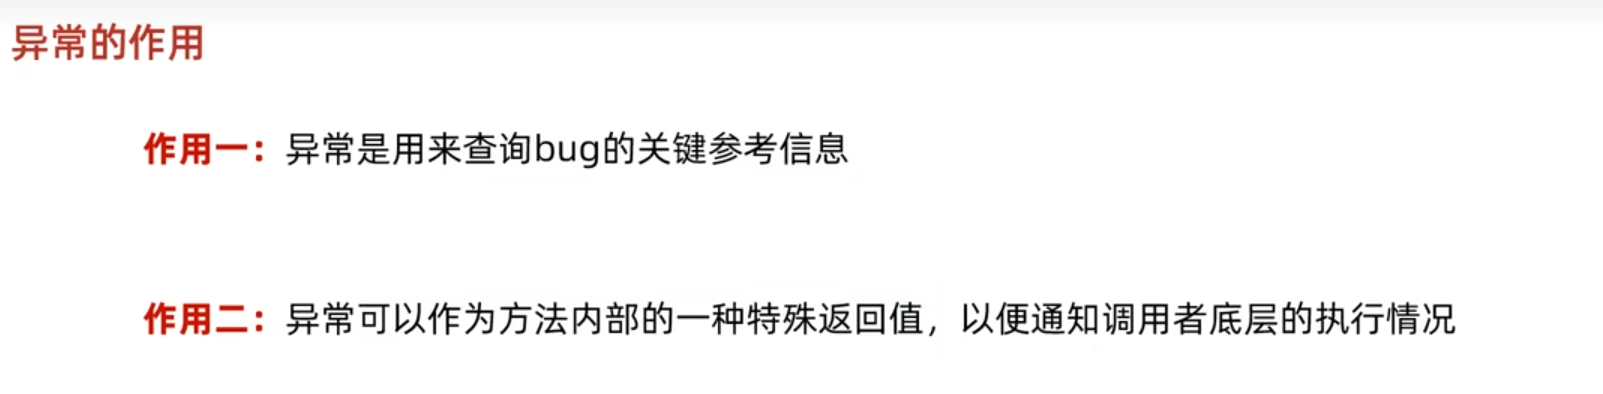 异常的作用
作用一：异常是用来查询bug的关键参考信息
作用二：异常可以作为方法内部的一种特殊返回值，以便通知调用者底层的执行情况